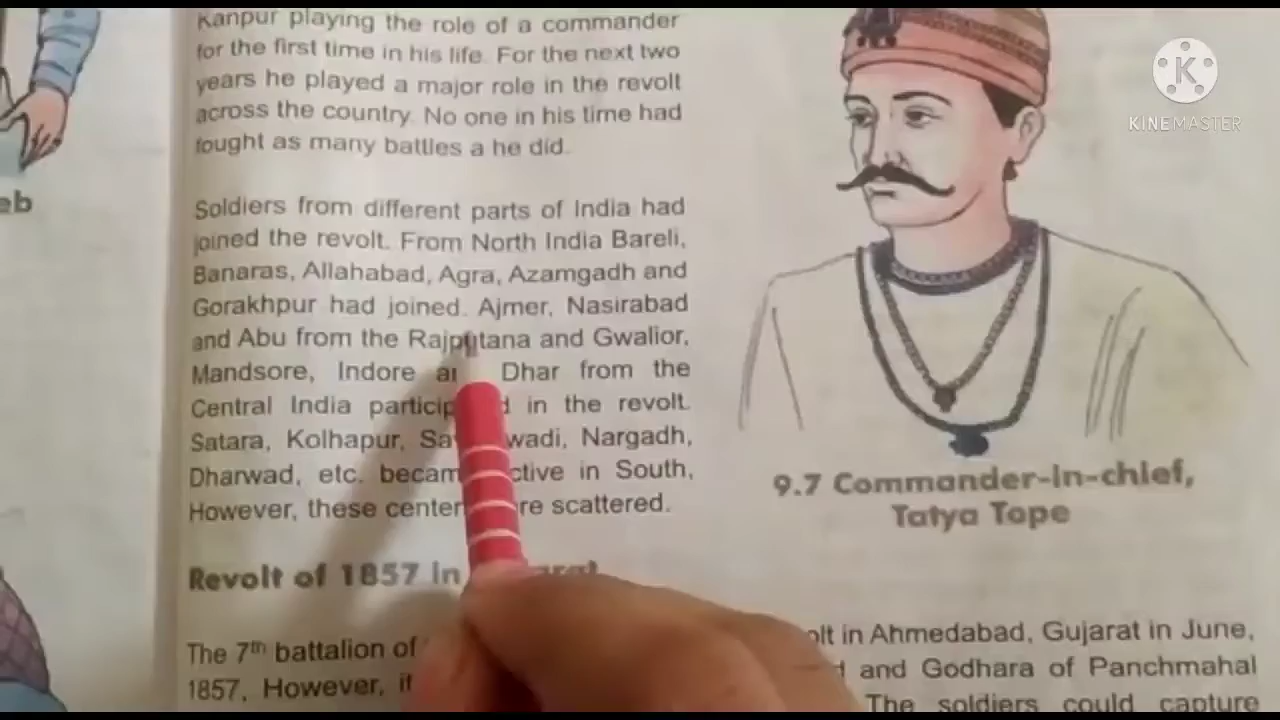 Kanpur playing the role of a commander
for the first time in his life. For the next two
years he played a major role in the revolt
across the country. No one in his time had
fought as many battles a he did.
Soldiers from different parts of India had
joined the revolt. From North India Bareli,
Banaras, Allahabad, Agra, Azamgadh and
Gorakhpur had joined. Ajmer, Nasirabad
and Abu from the Rajputana and Gwalior,
Mandsore, Indore Dhar from the
Central India in the revolt.
Satara, Kolhapur, Nargadh,
Dharwad, etc. in South,
However, these scattered.
Revolt of 1857 in
The 7th battalion of
1857, However,
eb
9.7 Commander-in-chief,
Tatya Tope
in Ahmedabad, Gujarat in June,
and Godhara of Panchmahal
The soldiers could capture
KINEMASTER